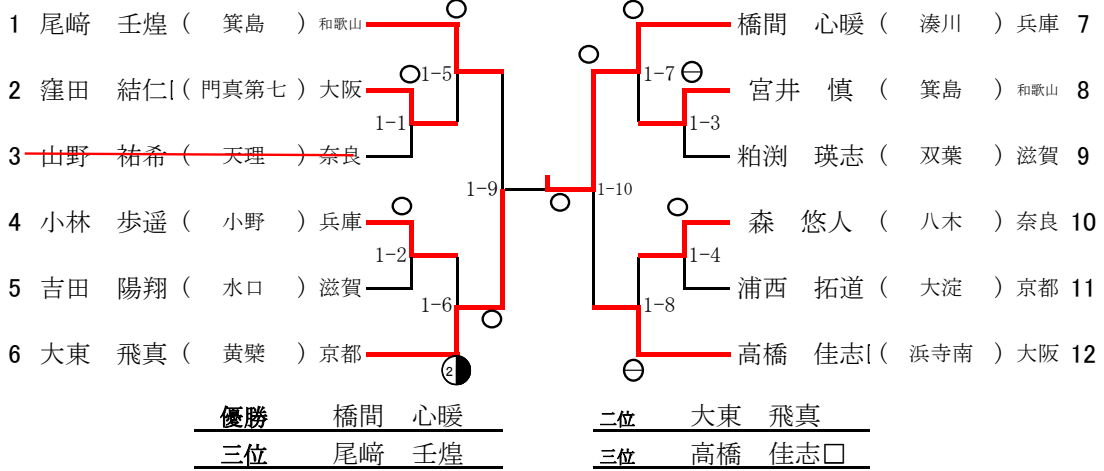 1 尾﨑 壬煌 ( 箕島 ) 和歌山
2 窪田 結仁 ( 門真第七 ) 大阪
3 山野 祐希 ( 天理 ) 奈良
4 小林 歩遥 ( 小野 ) 兵庫
5 吉田 陽翔 ( 水口 ) 滋賀
6 大東 飛真 ( 黄檗 ) 京都
1-5
1-1
1-9
1-2
1-6
2
橋間 心暖 ( 湊川 ) 兵庫 7
宮井 慎 ( 箕島 ) 和歌山 8
粕渕 瑛志 ( 双葉 ) 滋賀 9
森 悠人 ( 八木 ) 奈良 10
浦西 拓道 ( 大淀 ) 京都 11
高橋 佳志 ( 浜寺南 ) 大阪 12
1-7
1-3
1-10
1-4
1-8
優勝 橋間 心暖
二位 大東 飛真
三位 尾﨑 壬煌
三位 高橋 佳志□